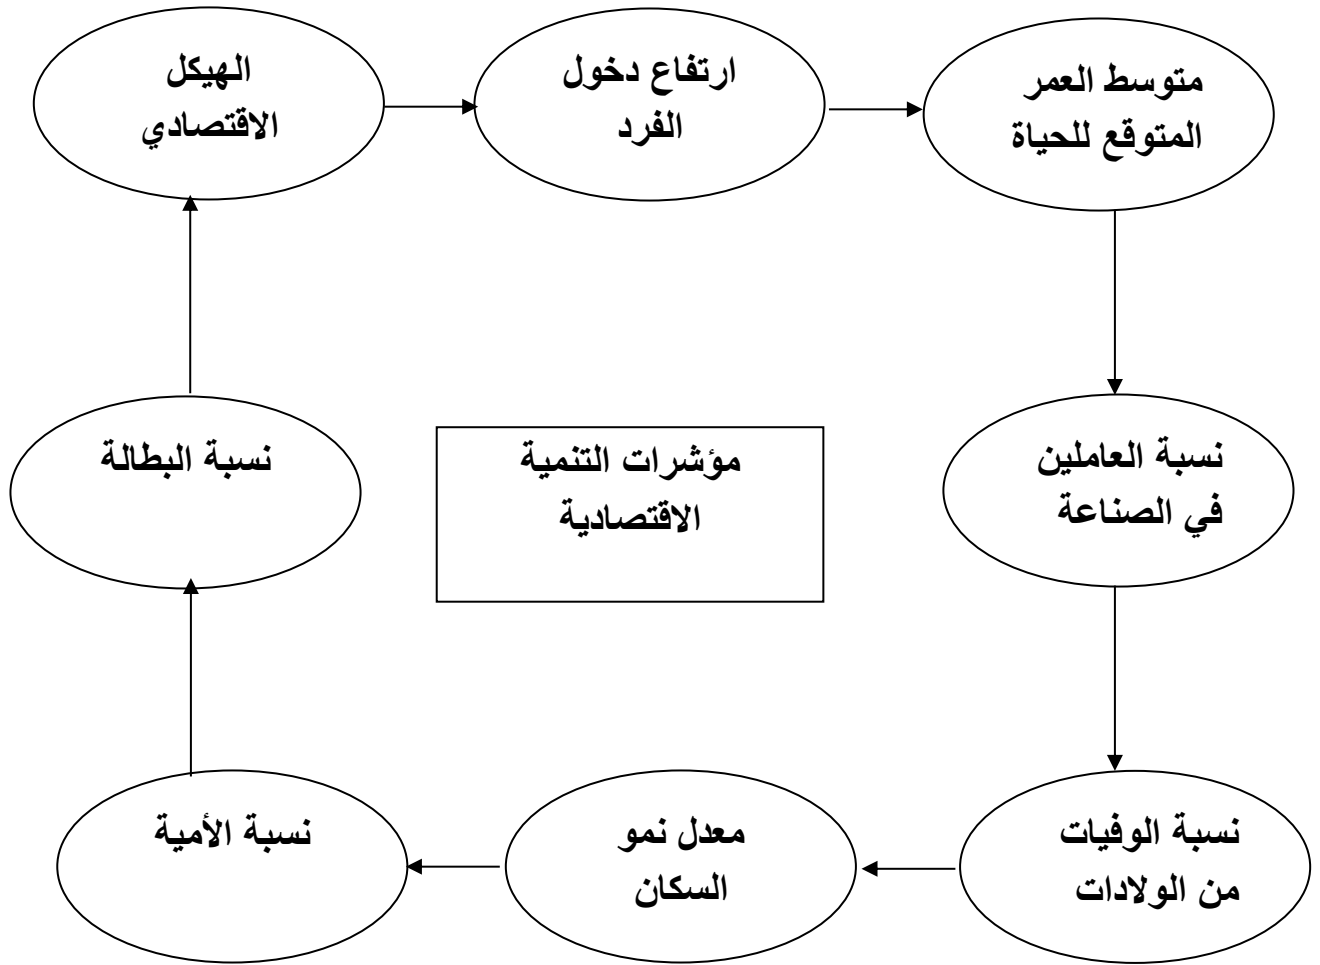 الهيكل
الاقتصادي
ارتفاع دخول
الفرد
متوسط العمر
المتوقع للحياة
نسبة العاملين
في الصناعة
نسبة الوفيات
من الولادات
معدل نمو
السكان
نسبة الأمية
نسبة البطالة
مؤشرات التنمية
الاقتصادية